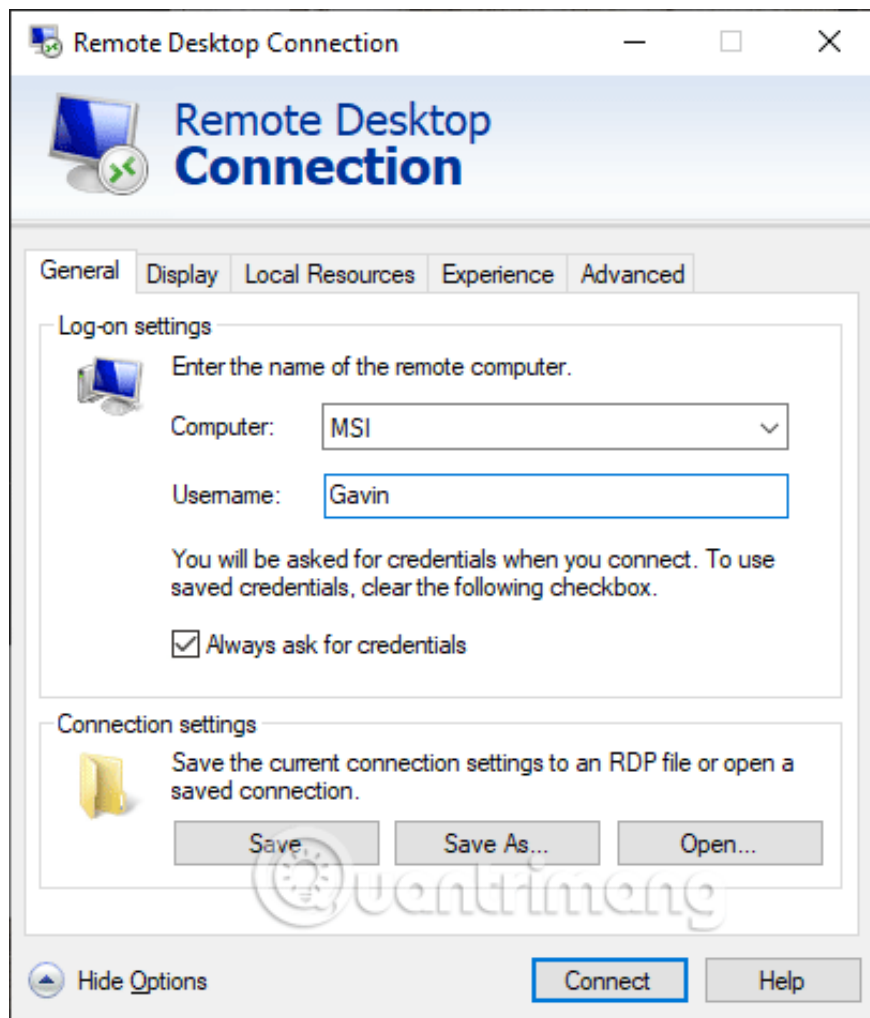 Remote Desktop Connection
Remote Desktop
Connection
General Display Local Resources Experience Advanced
Log-on settings
Enter the name of the remote computer.
Computer: MSI
Username: Gavin
You will be asked for credentials when you connect. To use
saved credentials, clear the following checkbox.
Always ask for credentials
Connection settings
Save the current connection settings to an RDP file or open a
saved connection.
Save Save As... Open...
Quantrimang
Hide Options Connect Help